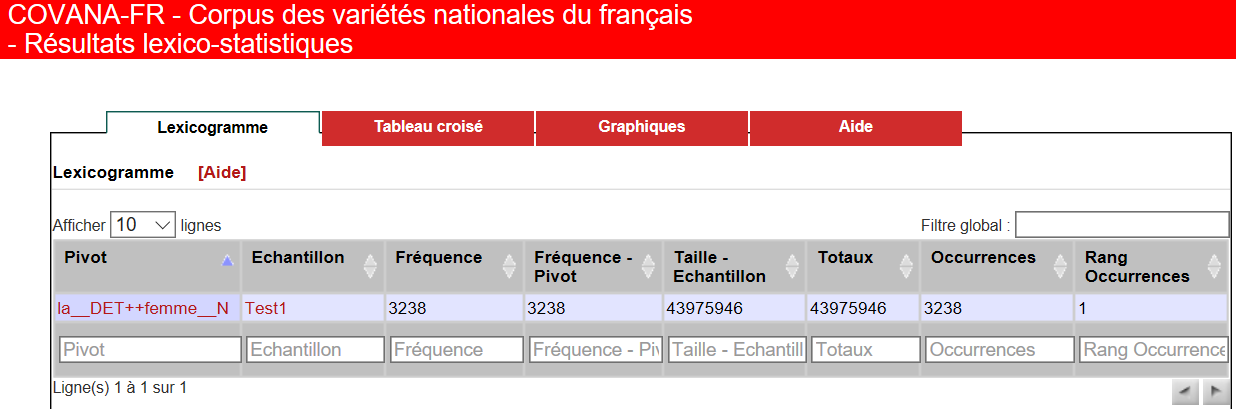 COVANA-FR - Corpus des variétés nationales du français
- Résultats lexico-statistiques
Lexicogramme Tableau croisé Graphiques Aide
Lexicogramme [Aide]
Afficher 10 lignes Filtre global :
Pivot Echantillon Fréquence Fréquence - Pivot Taille - Echantillon Totaux Occurrences Rang Occurrences
la__DET++femme__N Test1 3238 3238 43975946 43975946 3238 1
Pivot Echantillon Fréquence Fréquence - Piv Taille - Echantill Totaux Occurrences Rang Occurrence
Ligne(s) 1 à 1 sur 1